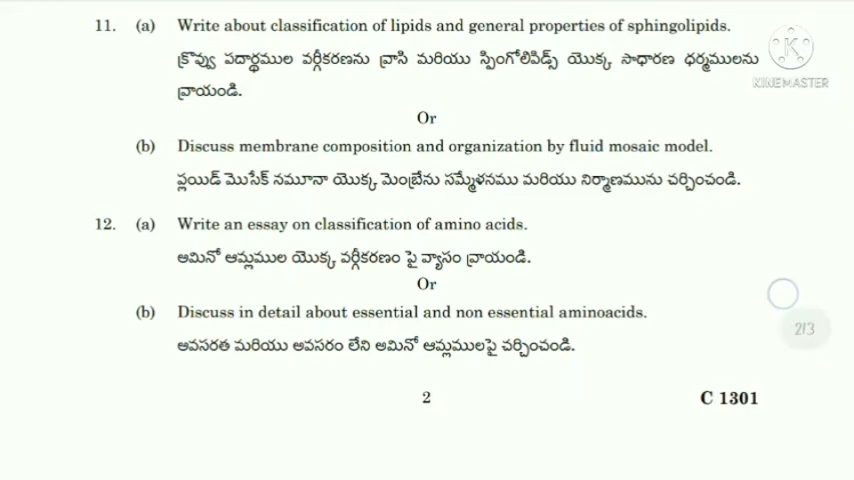 11. (a) Write about classification of lipids and general properties of sphingolipids.
క్రొవ్వు పదార్థముల వర్గీకరణను వ్రాసి మరియు స్పింగోలిపిడ్స్ యొక్క సాధారణ ధర్మములను
వ్రాయండి.
KINEMASTER
Or
(b) Discuss membrane composition and organization by fluid mosaic model.
ప్లయిడ్ మొసేక్ నమూనా యొక్క మెంబ్రేను సమ్మేళనము మరియు నిర్మాణమును చర్చించండి.
12. (a) Write an essay on classification of amino acids.
ఆమినో ఆమ్లముల యొక్క వర్గీకరణం పై వ్యాసం వ్రాయండి.
Or
(b) Discuss in detail about essential and non essential aminoacids.
అవసరత మరియు అవసరం లేని అమినో ఆమ్లములపై చర్చించండి.
2/3
2 C 1301